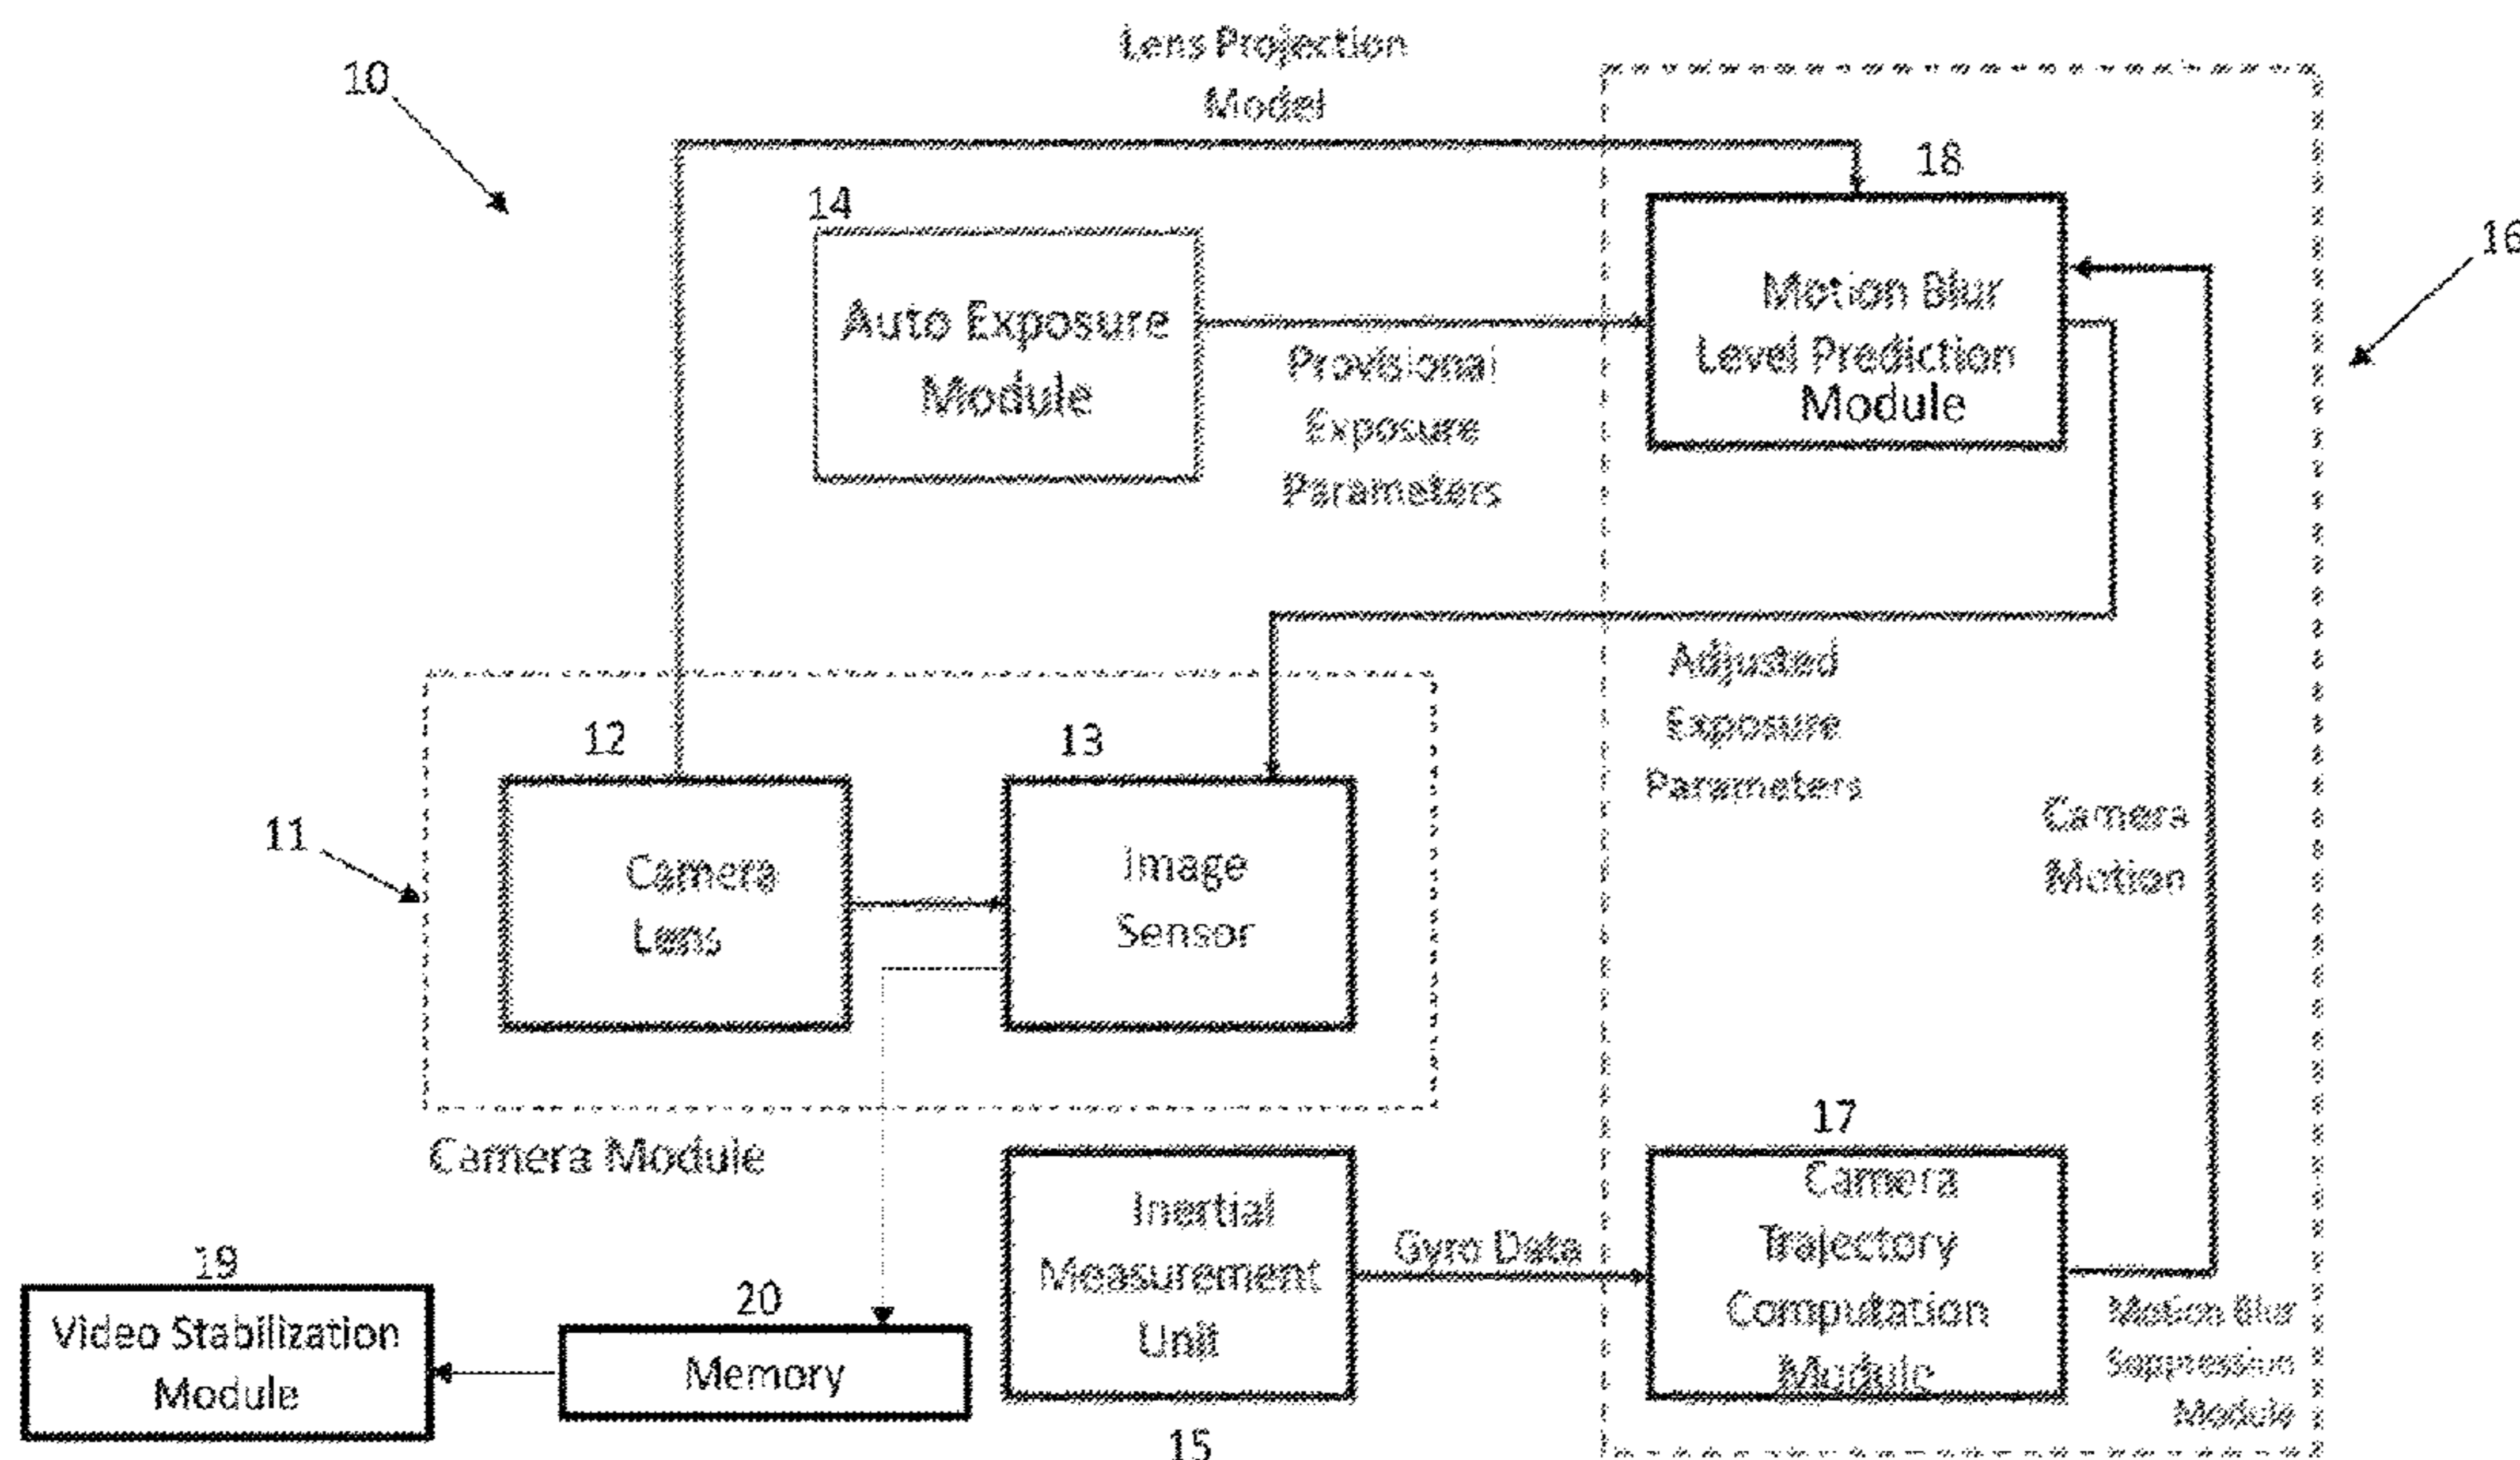 Lens Projection
Model
10
18
14
16
Auto Exposure
Module
Motion Blur
Level Prediction
Module
Provisional
Exposure
Parameters
Adjusted
Exposure
Parameters
12
13
Camera
Motion
11
Camera
Lens
Image
Sensor
Camera Module
17
Inertial
Measurement
Unit
Gyro Data
Camera
Trajectory
Computation
Module
19
Video Stabilization
Module
20
Memory
Motion Blur
Suppression
Module
15